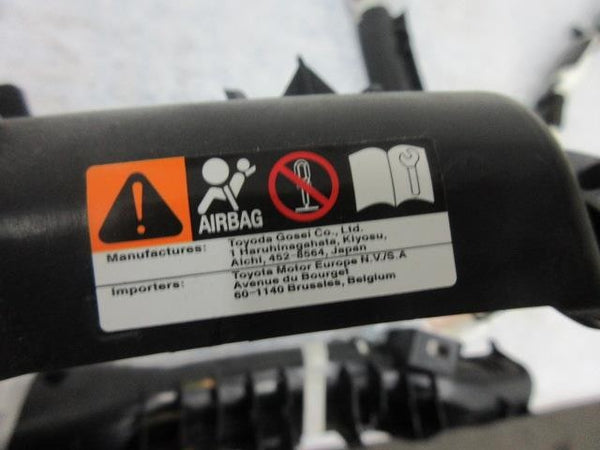 AIRBAG
Manufactures: Toyoda Gosei Co., Ltd.
1 Haruhinagahata, Kiyosu,
Aichi, 452-8564, Japan
Importers: Toyota Motor Europe N.V./S.A
Avenue du Bourget
60-1140 Brussales, Belgium